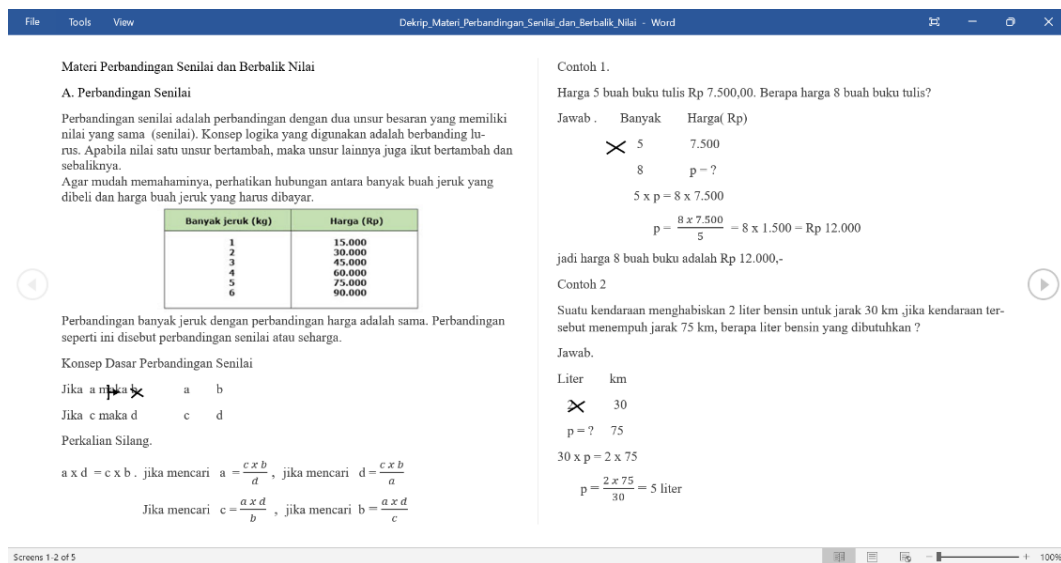 File Tools View Dekrip_Materi_Perbandingan_Senilai_dan_Berbalik_Nilai - Word
Materi Perbandingan Senilai dan Berbalik Nilai
A. Perbandingan Senilai
Perbandingan senilai adalah perbandingan dengan dua unsur besaran yang memiliki
nilai yang sama (senilai). Konsep logika yang digunakan adalah berbanding lu-
rus. Apabila nilai satu unsur bertambah, maka unsur lainnya juga ikut bertambah dan
sebaliknya.
Agar mudah memahaminya, perhatikan hubungan antara banyak buah jeruk yang
dibeli dan harga buah jeruk yang harus dibayar.
Banyak jeruk (kg) Harga (Rp)
1 15.000
2 30.000
3 45.000
4 60.000
5 75.000
6 90.000
Perbandingan banyak jeruk dengan perbandingan harga adalah sama. Perbandingan
seperti ini disebut perbandingan senilai atau seharga.
Konsep Dasar Perbandingan Senilai
Jika a maka b a b
Jika c maka d c d
Perkalian Silang.
a x d = c x b . jika mencari a = \frac{c x b}{d} , jika mencari d = \frac{c x b}{a}
Jika mencari c = \frac{a x d}{b} , jika mencari b = \frac{a x d}{c}
Contoh 1.
Harga 5 buah buku tulis Rp 7.500,00. Berapa harga 8 buah buku tulis?
Jawab . Banyak Harga( Rp)
5 7.500
8 p = ?
5 x p = 8 x 7.500
p = \frac{8 x 7.500}{5} = 8 x 1.500 = Rp 12.000
jadi harga 8 buah buku adalah Rp 12.000,-
Contoh 2
Suatu kendaraan menghabiskan 2 liter bensin untuk jarak 30 km ,jika kendaraan ter-
sebut menempuh jarak 75 km, berapa liter bensin yang dibutuhkan ?
Jawab.
Liter km
2 30
p = ? 75
30 x p = 2 x 75
p = \frac{2 x 75}{30} = 5 liter
Screens 1-2 of 5 100%